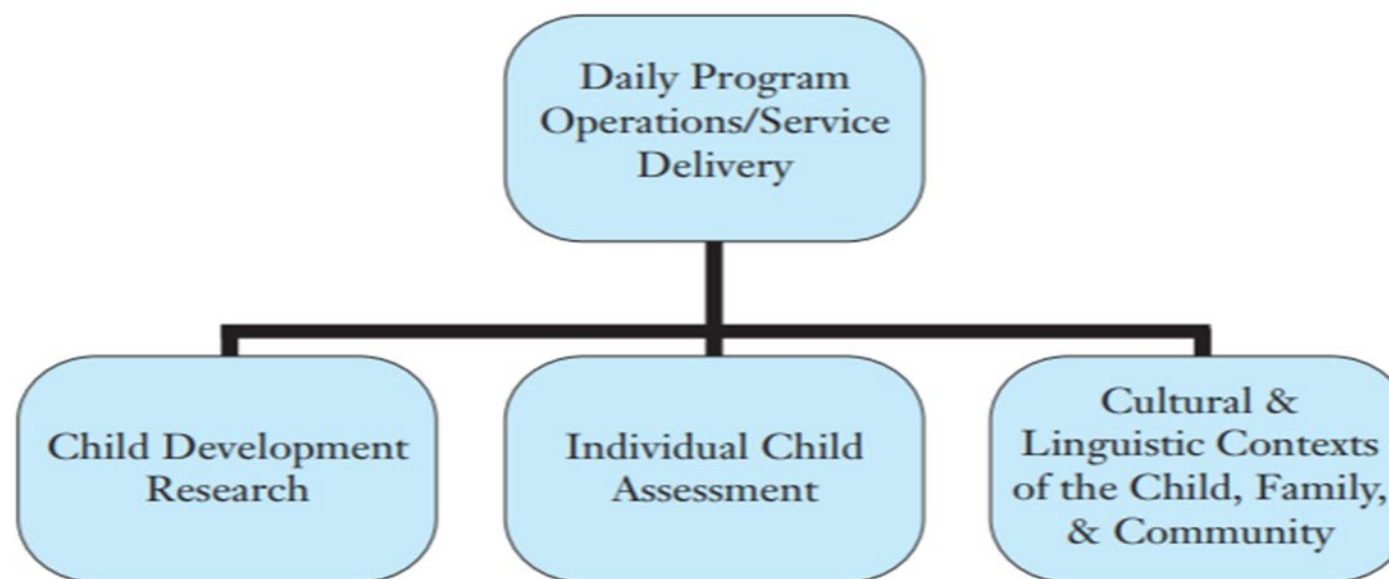 Daily Program
Operations/Service
Delivery
Child Development
Research
Individual Child
Assessment
Cultural &
Linguistic Contexts
of the Child, Family,
& Community